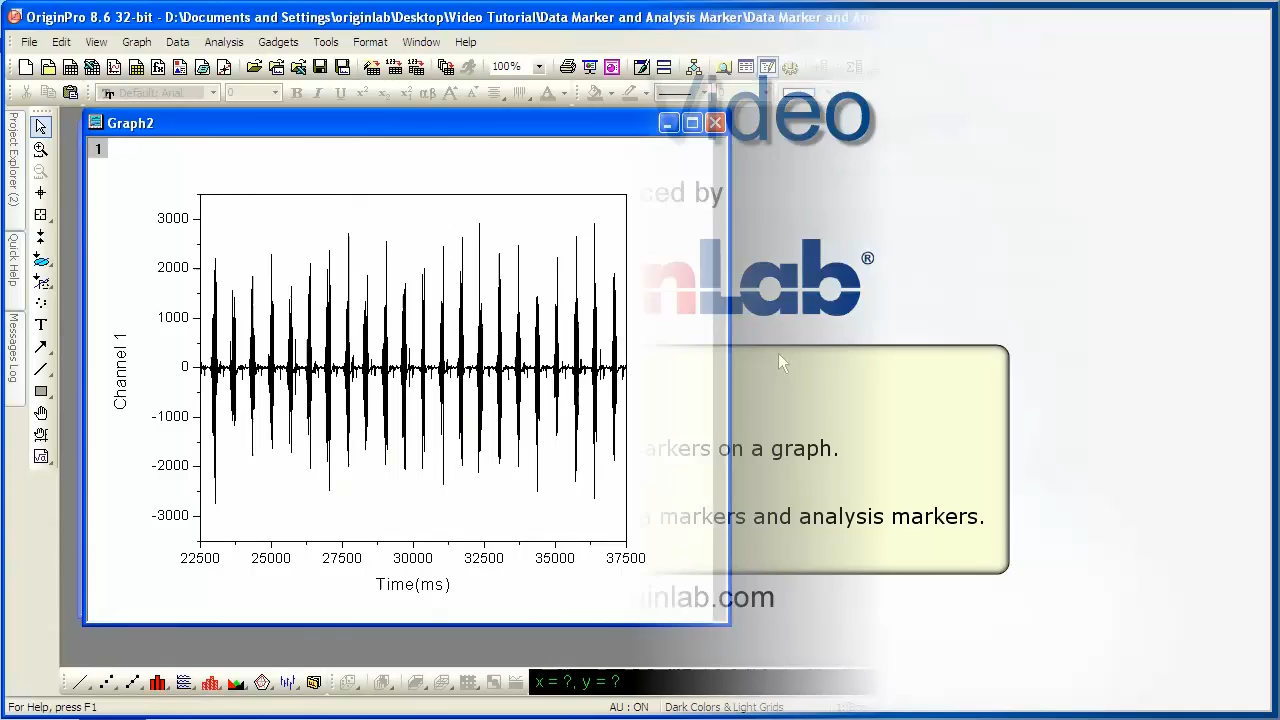 OriginPro 8.6 32-bit - D:\Documents and Settings\originlab\Desktop\Wideo Tutorial\Data Marker and Analysis Marker\Data Marker and An
File Edit View Graph Data Analysis Gadgets Tools Format Window Help
100%
Default: Arial 0 B I U
Video
Graph2
1
ced by
nLab®
Project Explorer (2)
Quick Help
Messages Log
3000
2000
1000
0
-1000
-2000
-3000
Channel 1
22500 25000 27500 30000 32500 35000 37500
Time(ms)
arkers on a graph.
markers and analysis markers.
inlab.com
x = ?, y = ?
For Help, press F1 AU : ON Dark Colors & Light Grids